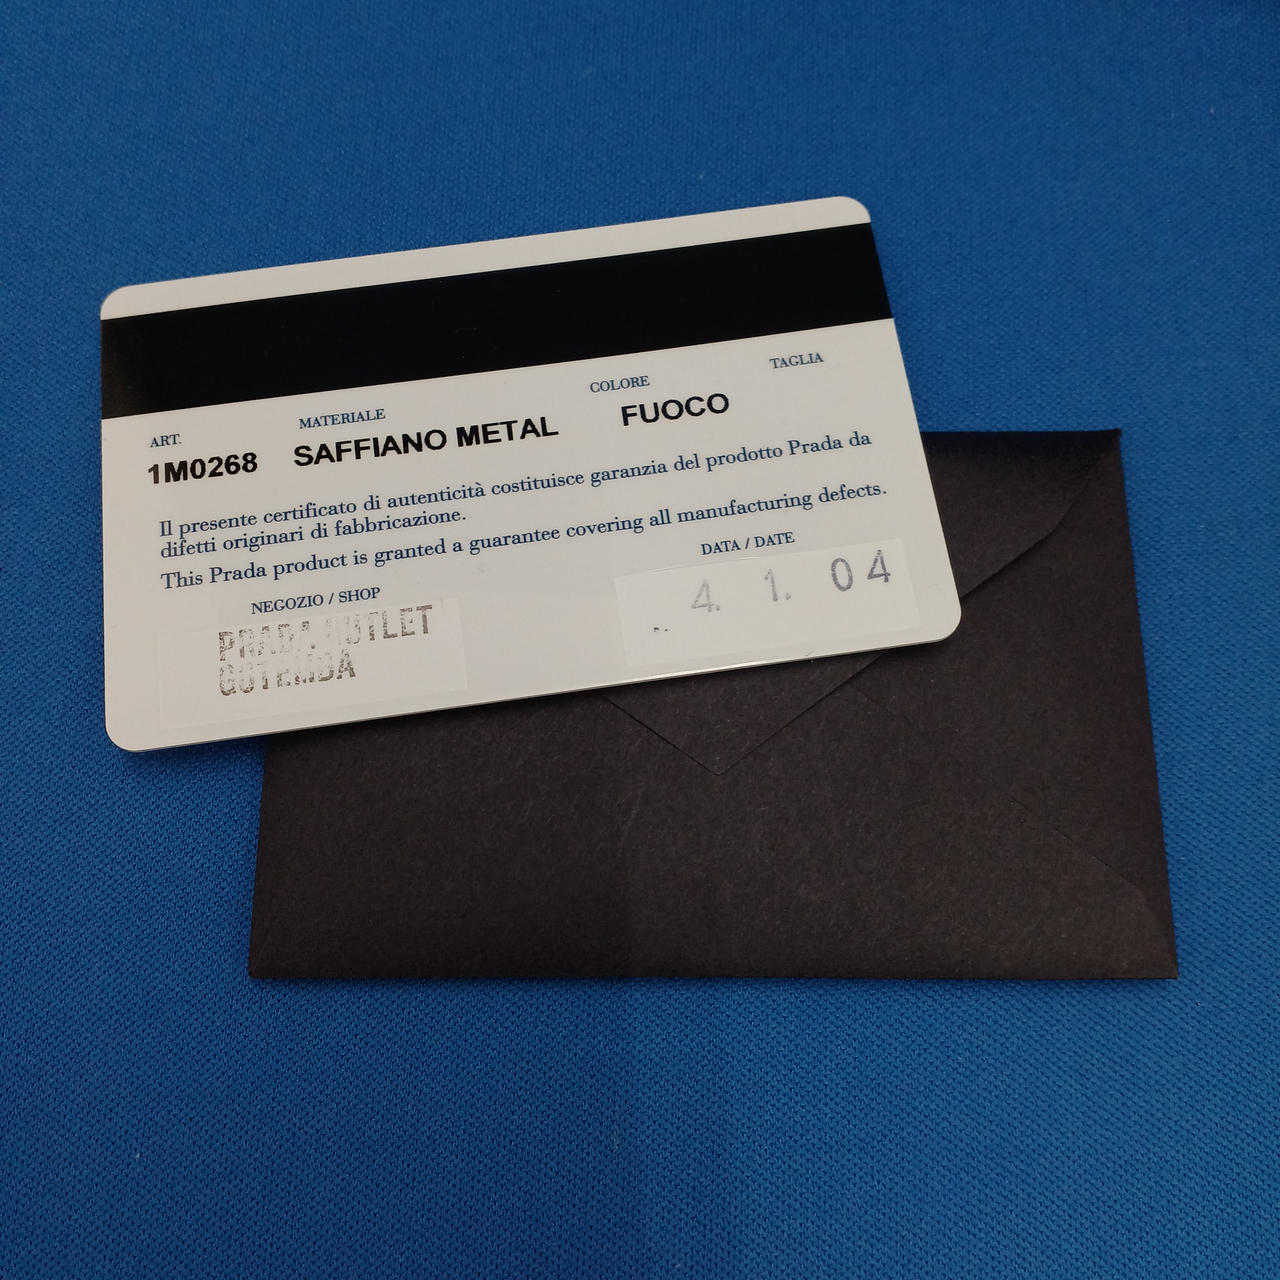 ART.
MATERIALE
COLORE
TAGLIA
1M0268
SAFFIANO METAL
FUOCO
Il presente certificato di autenticità costituisce garanzia del prodotto Prada da
difetti originari di fabbricazione.
This Prada product is granted a guarantee covering all manufacturing defects.
NEGOZIO / SHOP
DATA / DATE
PRADA OUTLET
GOTEMBA
4. 1. 04